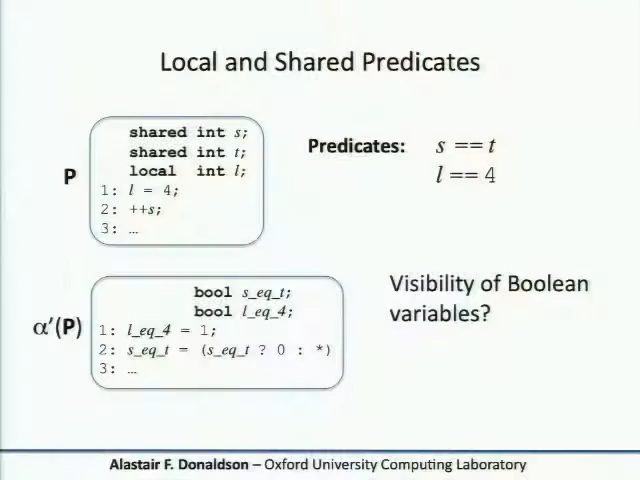 Local and Shared Predicates
P
shared int s;
shared int t;
local int l;
1: l = 4;
2: ++s;
3: …
Predicates: s == t
l == 4
α'(P)
bool s_eq_t;
bool l_eq_4;
1: l_eq_4 = 1;
2: s_eq_t = (s_eq_t ? 0 : *)
3: …
Visibility of Boolean
variables?
Alastair F. Donaldson – Oxford University Computing Laboratory